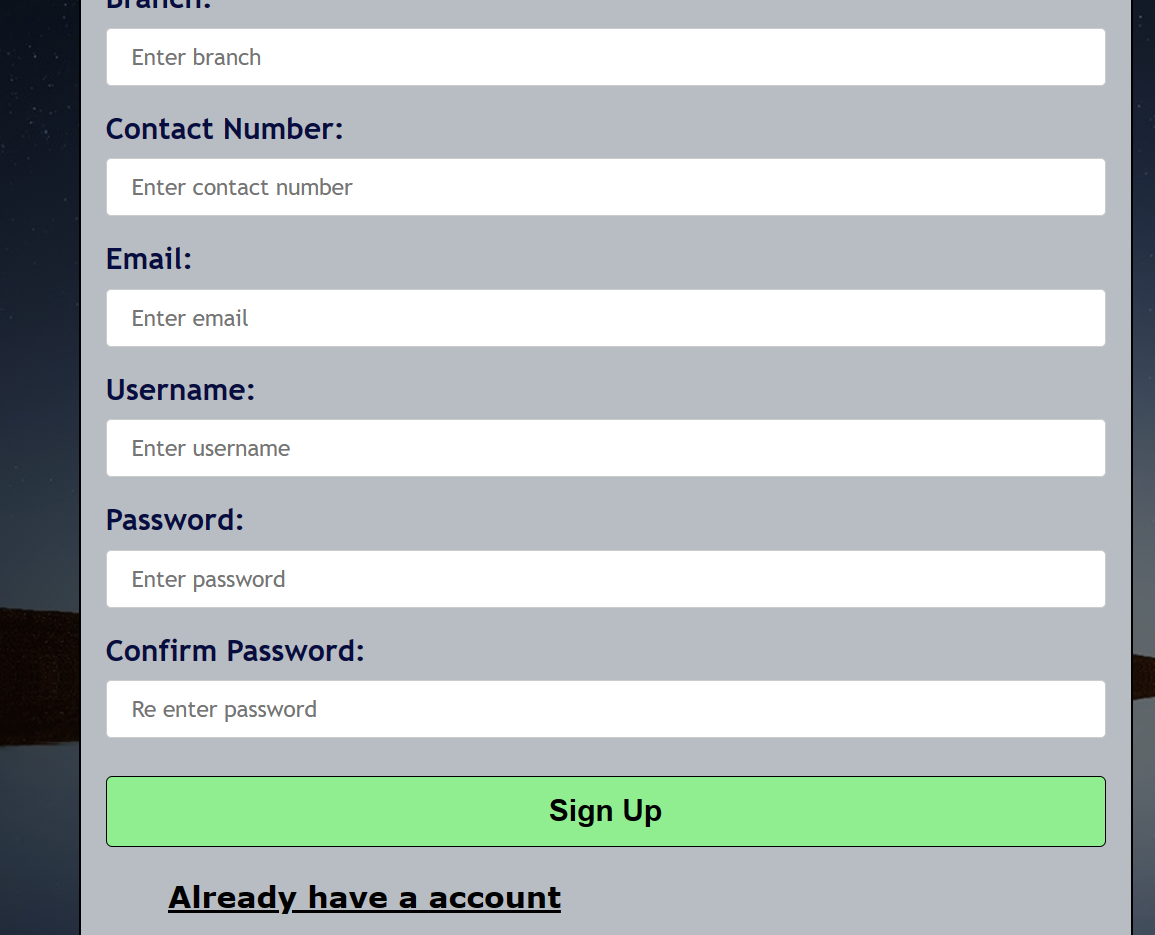 Branch:
Enter branch
Contact Number:
Enter contact number
Email:
Enter email
Username:
Enter username
Password:
Enter password
Confirm Password:
Re enter password
Sign Up
Already have a account